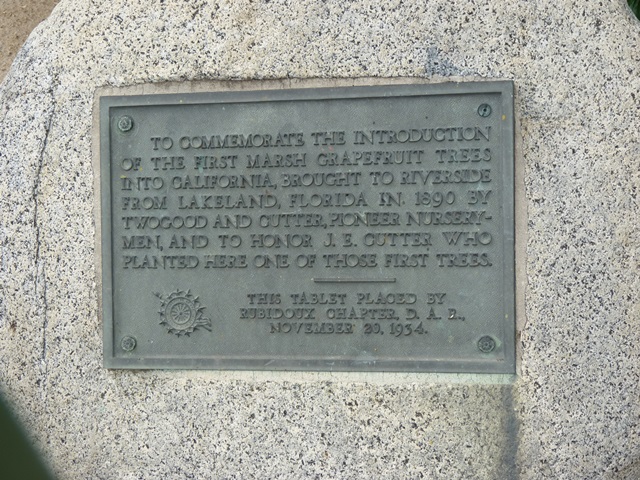 TO COMMEMORATE THE INTRODUCTION
OF THE FIRST MARSH GRAPEFRUIT TREES
INTO CALIFORNIA, BROUGHT TO RIVERSIDE
FROM LAKELAND, FLORIDA IN 1890 BY
TWOGOOD AND CUTTER, PIONEER NURSERY-
MEN, AND TO HONOR J. E. CUTTER WHO
PLANTED HERE ONE OF THOSE FIRST TREES.
THIS TABLET PLACED BY
RUBIDOUX CHAPTER, D. A. R.,
NOVEMBER 20, 1934.